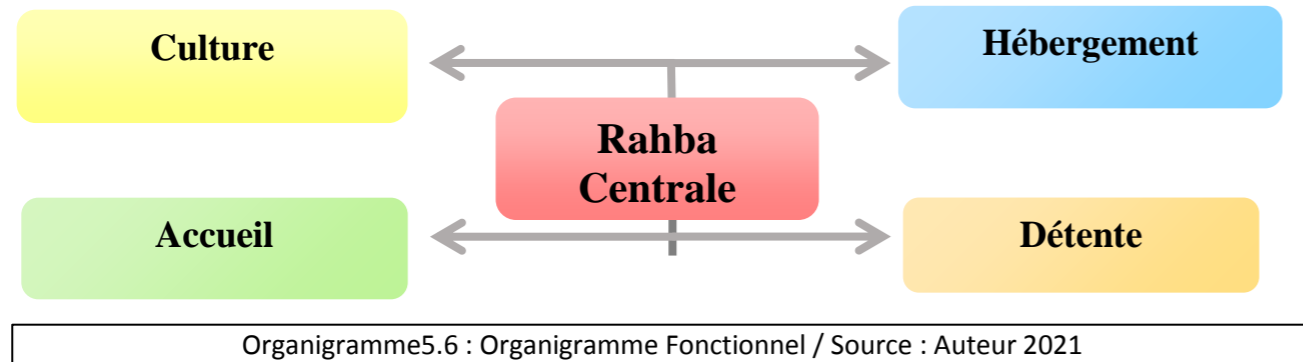 Culture
Hébergement
Rahba
Centrale
Accueil
Détente
Organigramme5.6 : Organigramme Fonctionnel / Source : Auteur 2021